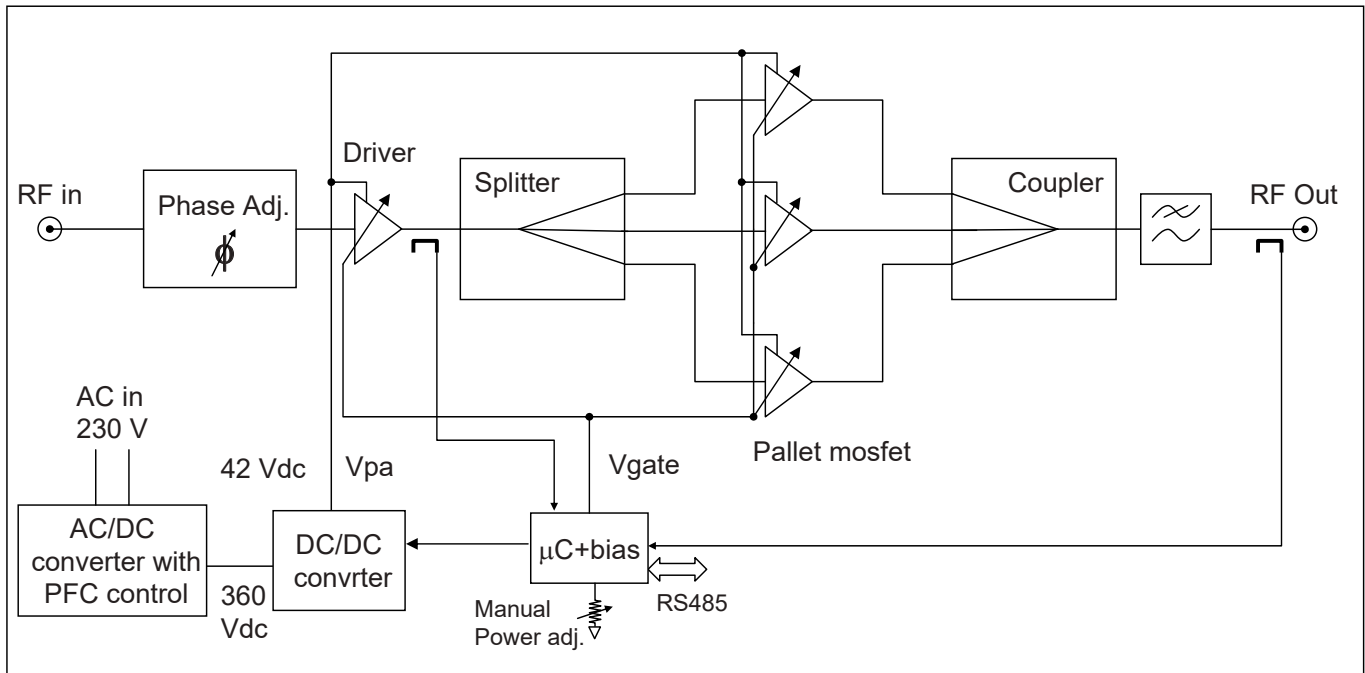 Driver
RF in
Phase Adj.
ϕ
Splitter
Coupler
RF Out
AC in
230 V
42 Vdc
Vpa
Vgate
Pallet mosfet
AC/DC
converter with
PFC control
360
Vdc
DC/DC
convrter
μC+bias
RS485
Manual
Power adj.